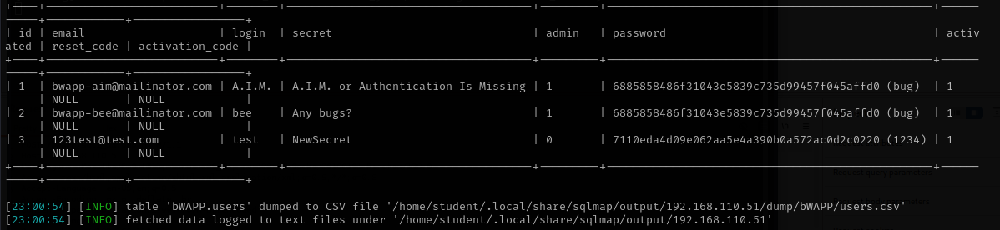 +----+--------------------------+--------+-------------------------------------+-------+------------------------------------------------+------
-----+------------+-----------------+
| id | email                    | login  | secret                              | admin | password                                       | activ
ated | reset_code | activation_code |
+----+--------------------------+--------+-------------------------------------+-------+------------------------------------------------+------
-----+------------+-----------------+
| 1  | bwapp-aim@mailinator.com | A.I.M. | A.I.M. or Authentication Is Missing | 1     | 6885858486f31043e5839c735d99457f045affd0 (bug)  | 1
     | NULL       | NULL            |
| 2  | bwapp-bee@mailinator.com | bee    | Any bugs?                           | 1     | 6885858486f31043e5839c735d99457f045affd0 (bug)  | 1
     | NULL       | NULL            |
| 3  | 123test@test.com         | test   | NewSecret                           | 0     | 7110eda4d09e062aa5e4a390b0a572ac0d2c0220 (1234) | 1
     | NULL       | NULL            |
+----+--------------------------+--------+-------------------------------------+-------+------------------------------------------------+------
-----+------------+-----------------+
[23:00:54] [INFO] table 'bWAPP.users' dumped to CSV file '/home/student/.local/share/sqlmap/output/192.168.110.51/dump/bWAPP/users.csv'
[23:00:54] [INFO] fetched data logged to text files under '/home/student/.local/share/sqlmap/output/192.168.110.51'